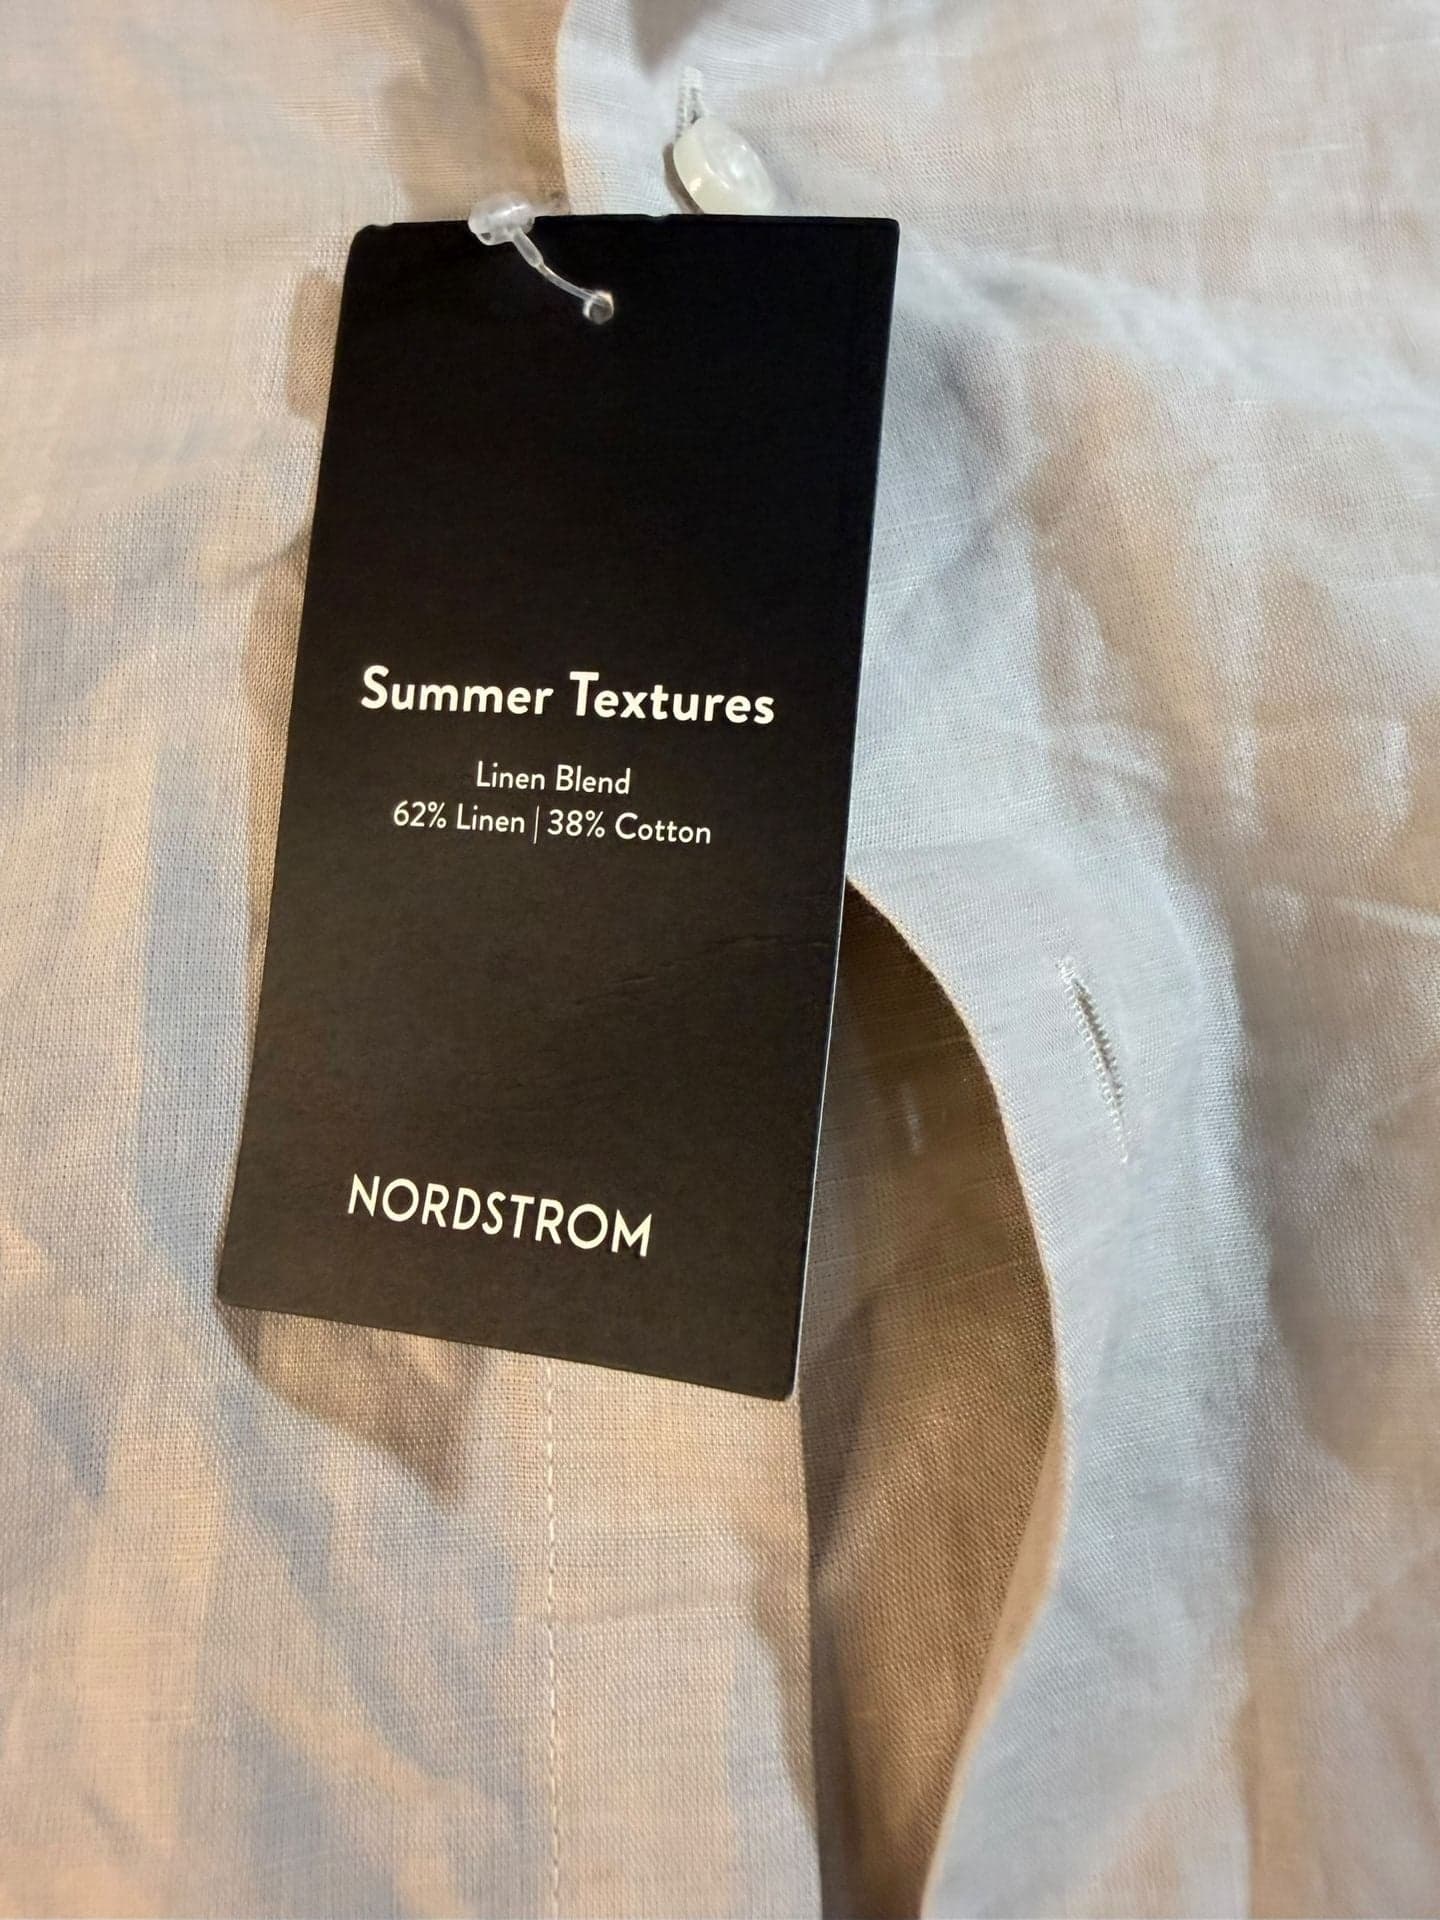 Summer Textures
Linen Blend
62% Linen | 38% Cotton
NORDSTROM